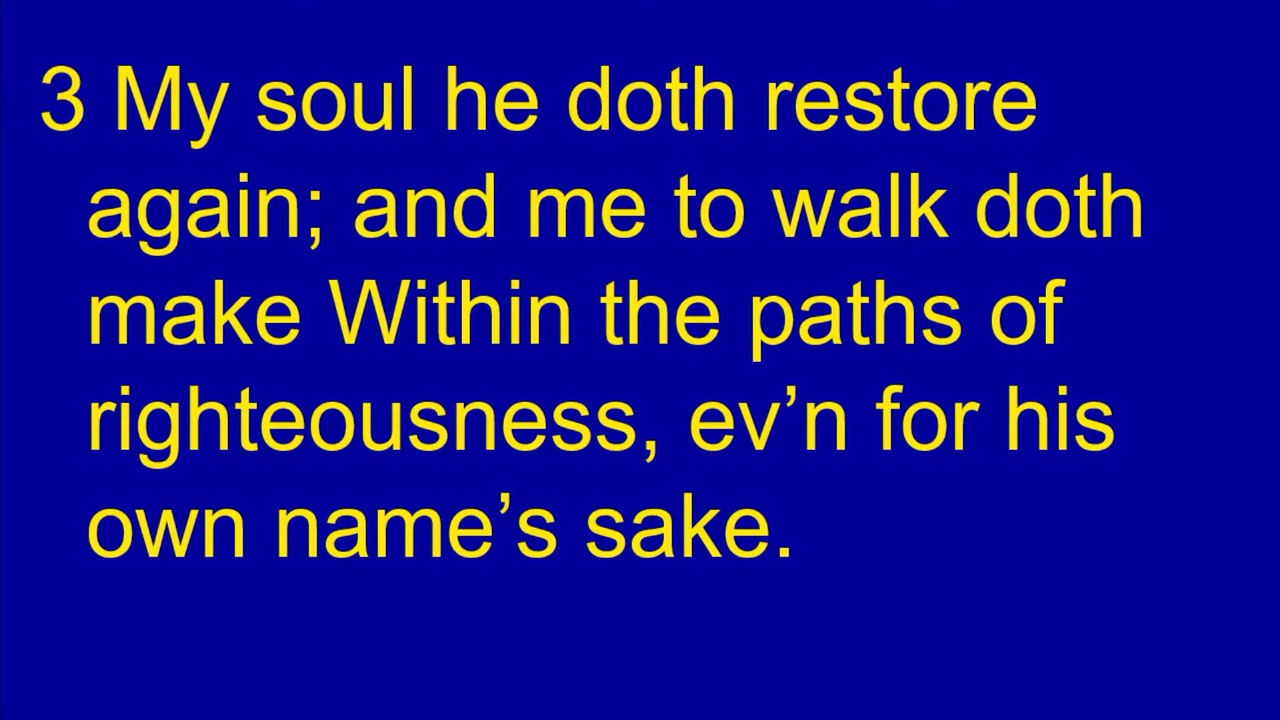 3 My soul he doth restore
again; and me to walk doth
make Within the paths of
righteousness, ev’n for his
own name’s sake.